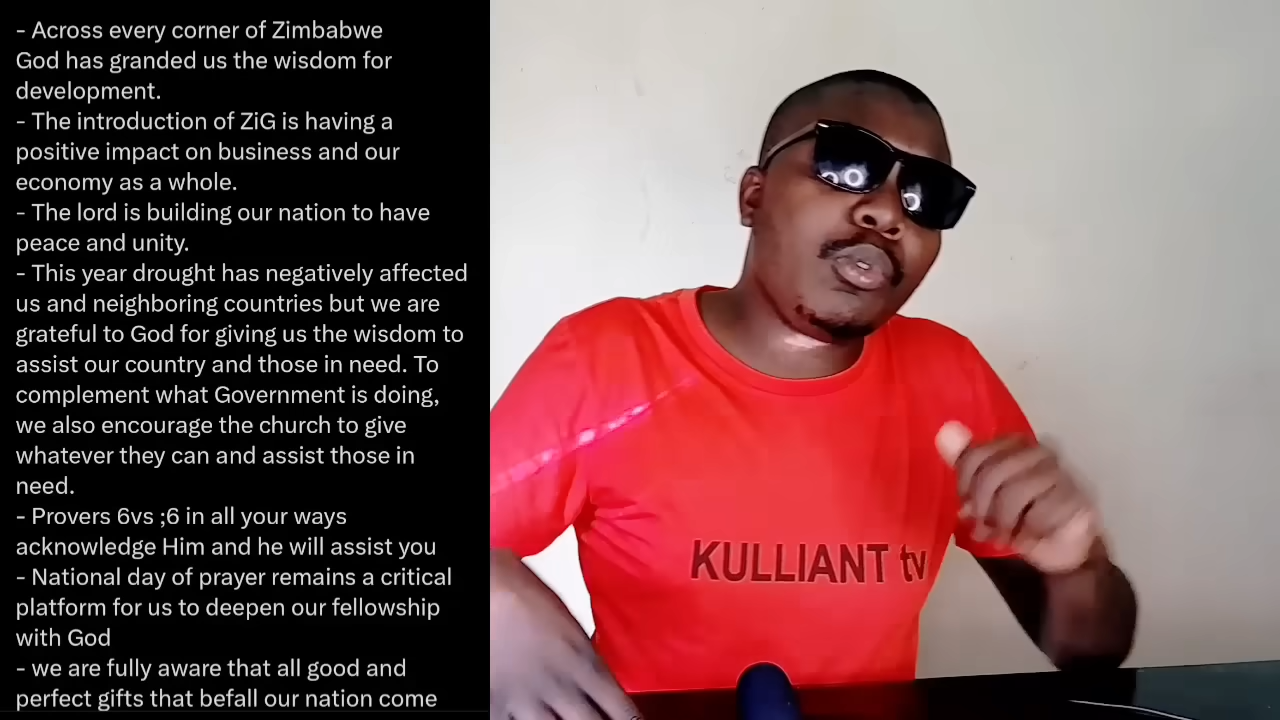 - Across every corner of Zimbabwe
God has granded us the wisdom for
development.
- The introduction of ZiG is having a
positive impact on business and our
economy as a whole.
- The lord is building our nation to have
peace and unity.
- This year drought has negatively affected
us and neighboring countries but we are
grateful to God for giving us the wisdom to
assist our country and those in need. To
complement what Government is doing,
we also encourage the church to give
whatever they can and assist those in
need.
- Provers 6vs ;6 in all your ways
acknowledge Him and he will assist you
- National day of prayer remains a critical
platform for us to deepen our fellowship
with God
- we are fully aware that all good and
perfect gifts that befall our nation come
KULLIANT tv